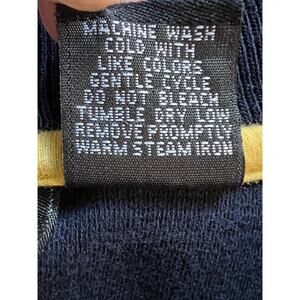 MACHINE WASH
COLD WITH
LIKE COLORS
GENTLE CYCLE
DO NOT BLEACH
TUMBLE DRY LOW
REMOVE PROMPTLY
WARM STEAM IRON